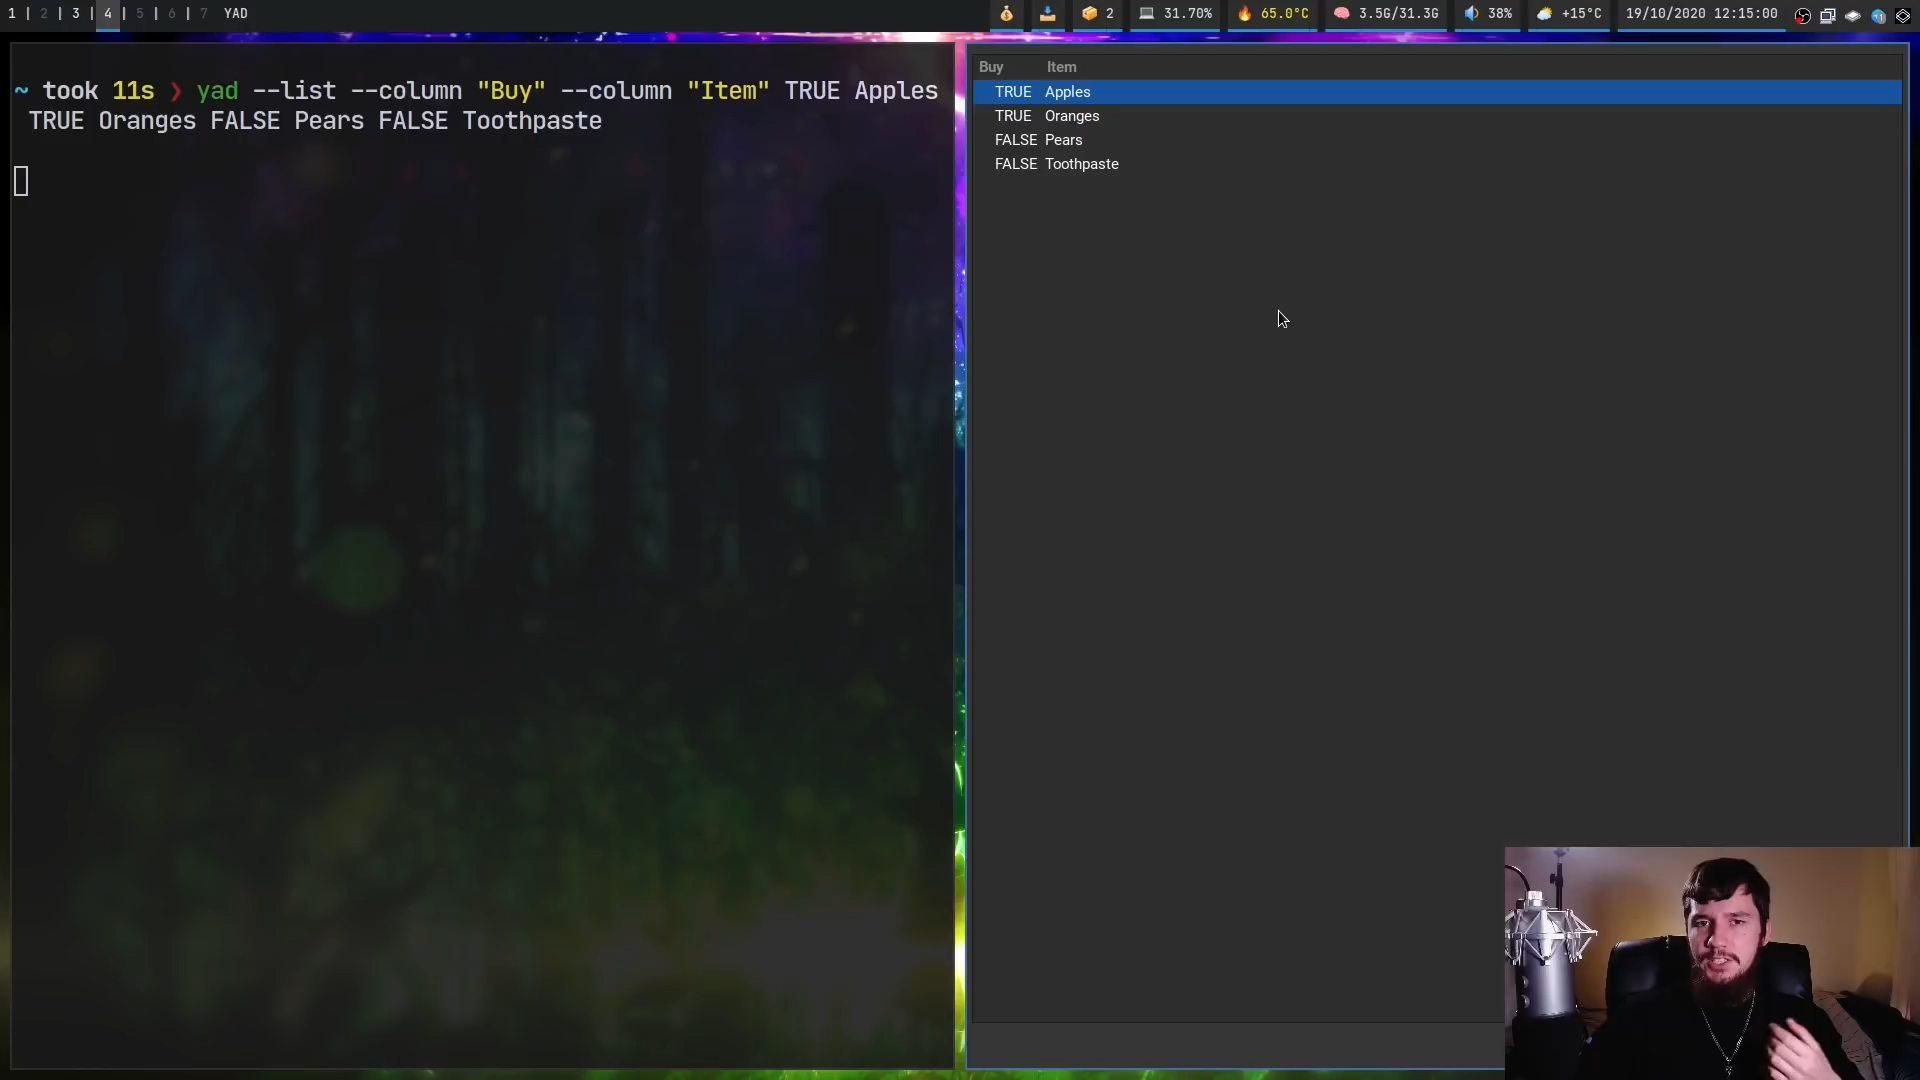 1 | 2 | 3 | 4 | 5 | 6 | 7 YAD
2 31.70% 65.0°C 3.5G/31.3G 38% +15°C 19/10/2020 12:15:00
~ took 11s ❯ yad --list --column "Buy" --column "Item" TRUE Apples
TRUE Oranges FALSE Pears FALSE Toothpaste
Buy Item
TRUE Apples
TRUE Oranges
FALSE Pears
FALSE Toothpaste